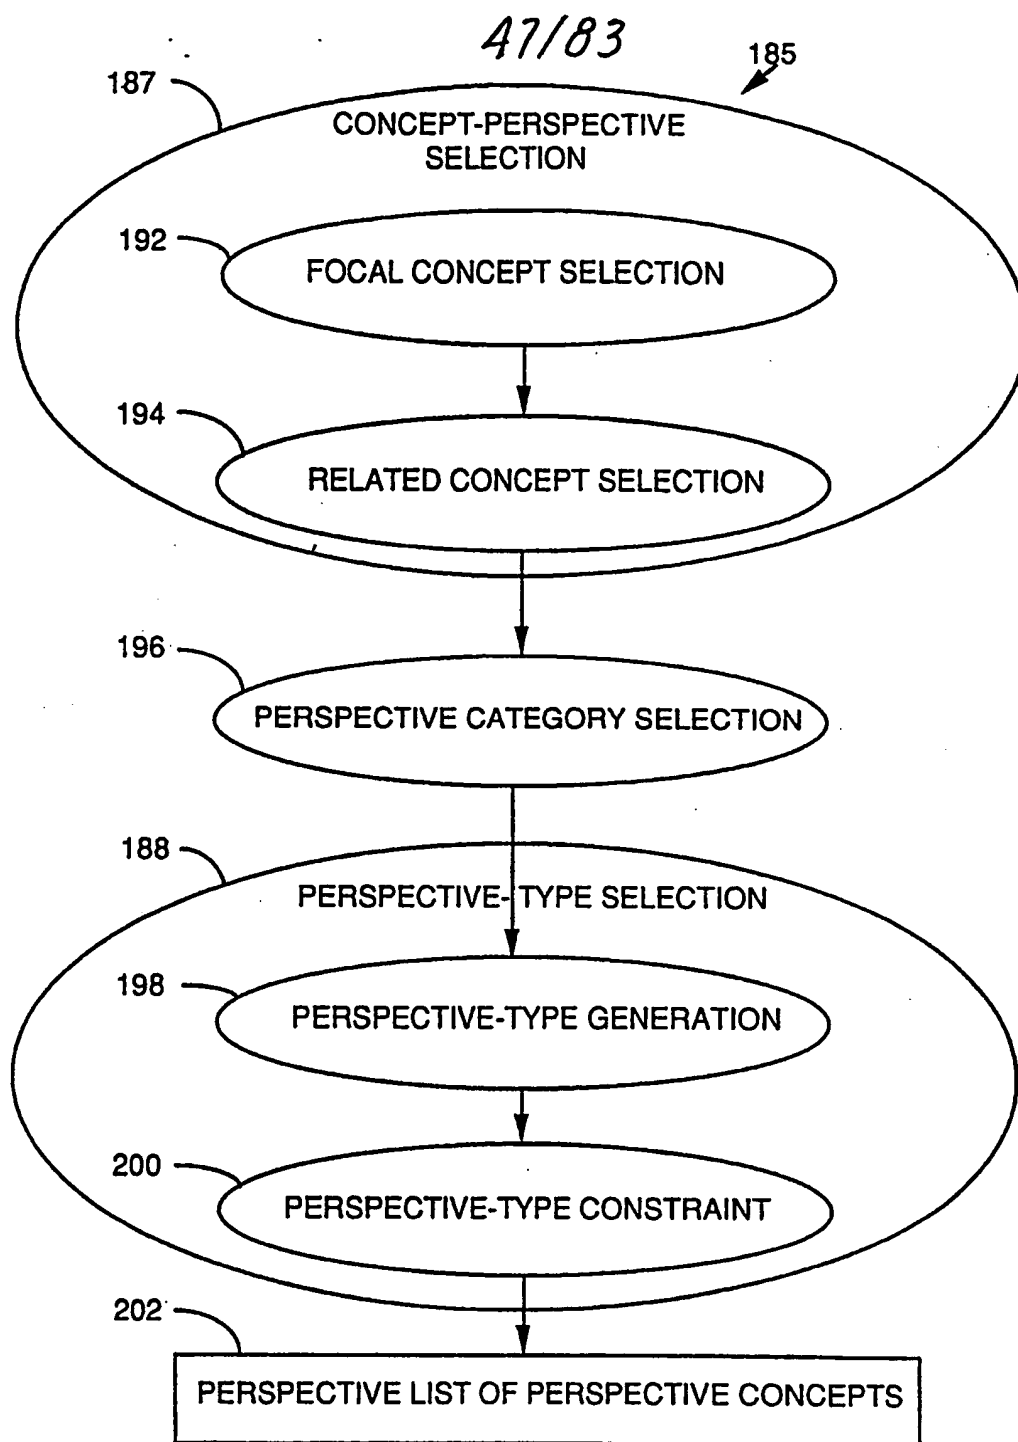 47/83
185
187
CONCEPT-PERSPECTIVE
SELECTION
192
FOCAL CONCEPT SELECTION
194
RELATED CONCEPT SELECTION
196
PERSPECTIVE CATEGORY SELECTION
188
PERSPECTIVE- TYPE SELECTION
198
PERSPECTIVE-TYPE GENERATION
200
PERSPECTIVE-TYPE CONSTRAINT
202
PERSPECTIVE LIST OF PERSPECTIVE CONCEPTS